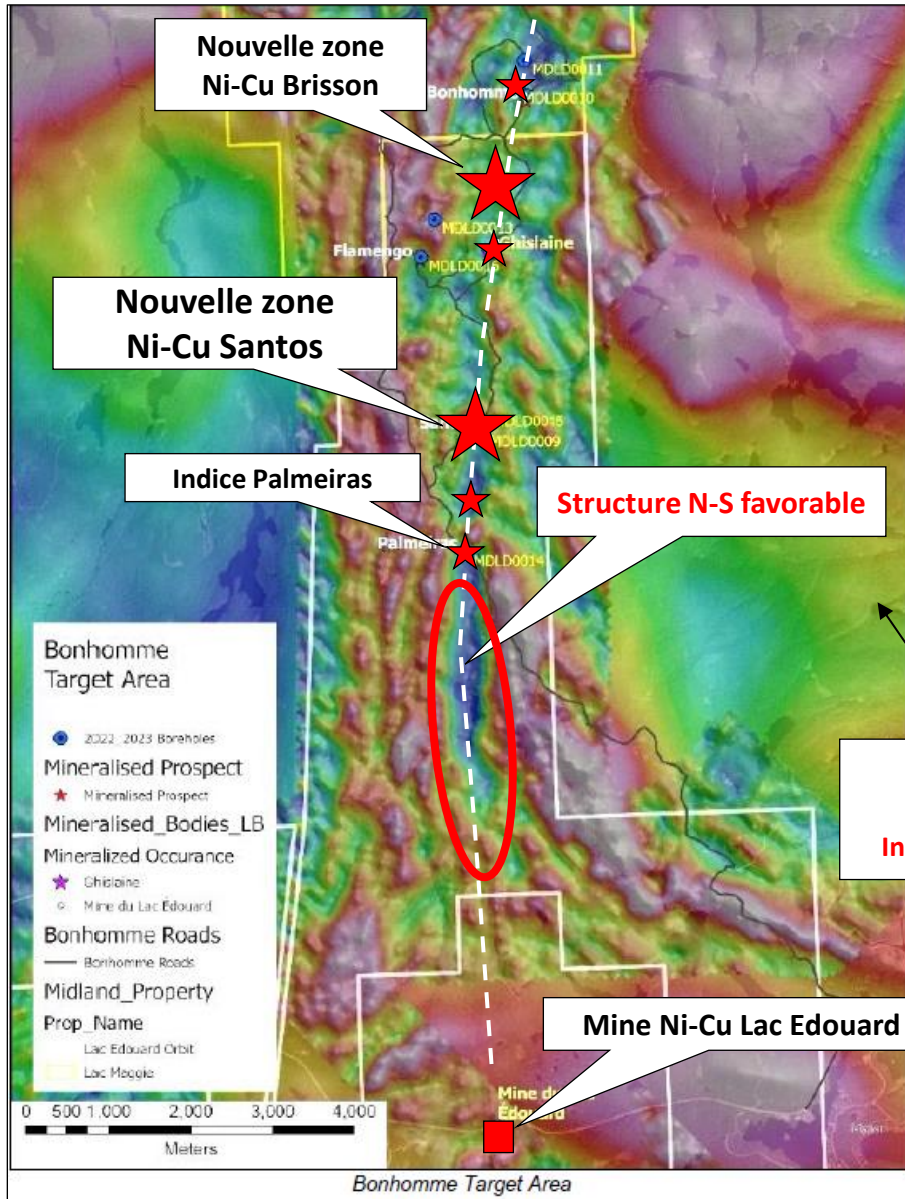 Nouvelle zone
Ni-Cu Brisson
MDLD0011
Bonhomme
MDLD0010
MDLD0013
Ghislaine
Flamengo
Nouvelle zone
Ni-Cu Santos
MDLD0009
Indice Palmeiras
Structure N-S favorable
Palmeiras
MDLD0014
Bonhomme
Target Area
2022_2023 Boreholes
Mineralised Prospect
Mineralised Prospect
Mineralised_Bodies_LB
Mineralized Occurance
Ghislaine
Mine du Lac Édouard
Bonhomme Roads
Bonhomme Roads
Midland_Property
Prop_Name
Lac Edouard Orbit
Lac Maggie
In
Mine Ni-Cu Lac Edouard
Mine du
Édouard
0 500 1,000 2,000 3,000 4,000
Meters
Bonhomme Target Area